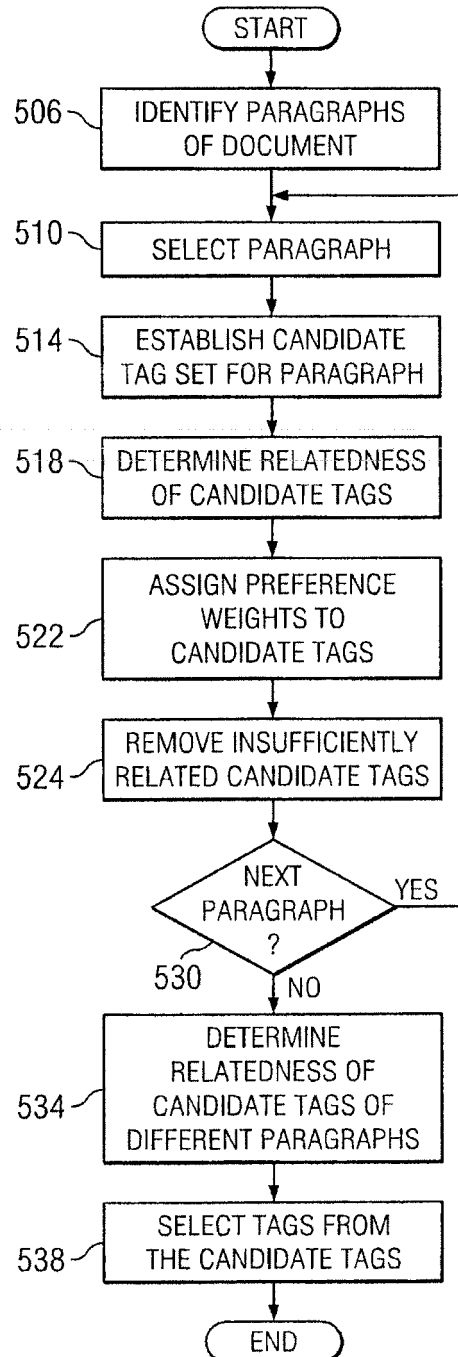 START
506
IDENTIFY PARAGRAPHS
OF DOCUMENT
510
SELECT PARAGRAPH
514
ESTABLISH CANDIDATE
TAG SET FOR PARAGRAPH
518
DETERMINE RELATEDNESS
OF CANDIDATE TAGS
522
ASSIGN PREFERENCE
WEIGHTS TO
CANDIDATE TAGS
524
REMOVE INSUFFICIENTLY
RELATED CANDIDATE TAGS
NEXT
PARAGRAPH
?
YES
530
NO
534
DETERMINE
RELATEDNESS OF
CANDIDATE TAGS OF
DIFFERENT PARAGRAPHS
538
SELECT TAGS FROM
THE CANDIDATE TAGS
END